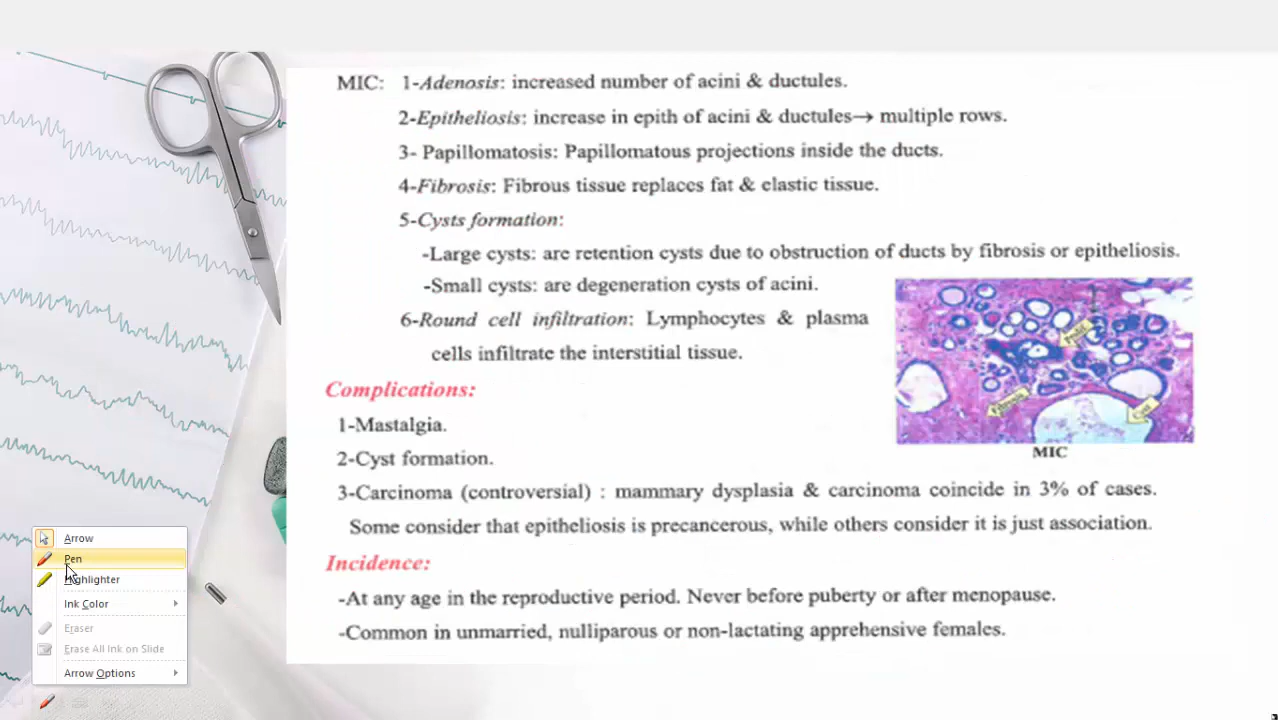 MIC: 1-Adenosis: increased number of acini & ductules.
2-Epitheliosis: increase in epith of acini & ductules→ multiple rows.
3- Papillomatosis: Papillomatous projections inside the ducts.
4-Fibrosis: Fibrous tissue replaces fat & elastic tissue.
5-Cysts formation:
-Large cysts: are retention cysts due to obstruction of ducts by fibrosis or epitheliosis.
-Small cysts: are degeneration cysts of acini.
6-Round cell infiltration: Lymphocytes & plasma
cells infiltrate the interstitial tissue.
Fibrosis
Cyst
MIC
Complications:
1-Mastalgia.
2-Cyst formation.
3-Carcinoma (controversial) : mammary dysplasia & carcinoma coincide in 3% of cases.
Some consider that epitheliosis is precancerous, while others consider it is just association.
Incidence:
-At any age in the reproductive period. Never before puberty or after menopause.
-Common in unmarried, nulliparous or non-lactating apprehensive females.
Arrow
Pen
Highlighter
Ink Color
Eraser
Erase All Ink on Slide
Arrow Options